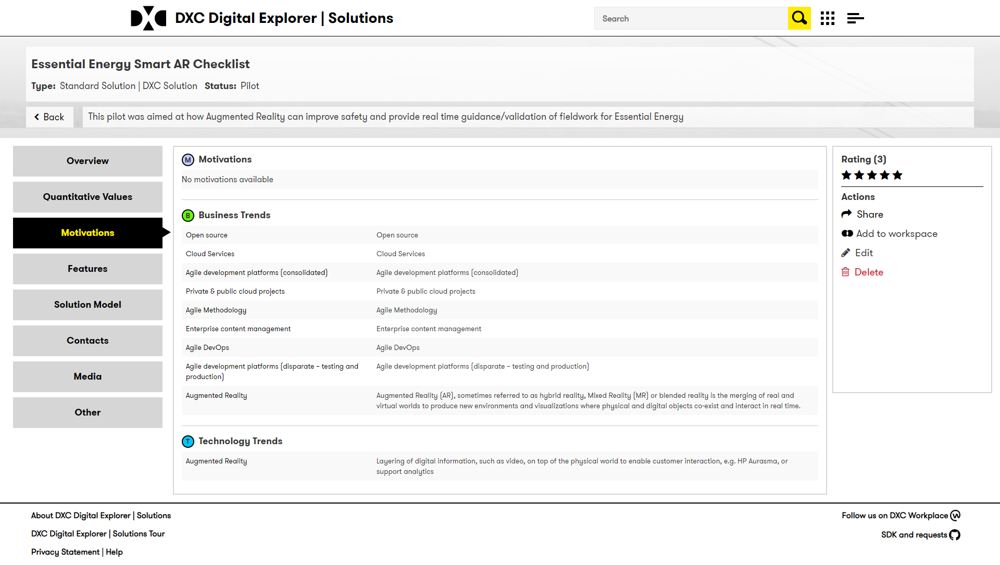 DXC Digital Explorer | Solutions
Search
Essential Energy Smart AR Checklist
Type: Standard Solution | DXC Solution Status: Pilot
Back
This pilot was aimed at how Augmented Reality can improve safety and provide real time guidance/validation of fieldwork for Essential Energy
Overview
Quantitative Values
Motivations
Features
Solution Model
Contacts
Media
Other
M Motivations
No motivations available
B Business Trends
Open source Open source
Cloud Services Cloud Services
Agile development platforms (consolidated) Agile development platforms (consolidated)
Private & public cloud projects Private & public cloud projects
Agile Methodology Agile Methodology
Enterprise content management Enterprise content management
Agile DevOps Agile DevOps
Agile development platforms (disparate – testing and Agile development platforms (disparate – testing and production)
production)
Augmented Reality Augmented Reality (AR), sometimes referred to as hybrid reality, Mixed Reality (MR) or blended reality is the merging of real and
virtual worlds to produce new environments and visualizations where physical and digital objects co-exist and interact in real time.
T Technology Trends
Augmented Reality Layering of digital information, such as video, on top of the physical world to enable customer interaction, e.g. HP Aurasma, or
support analytics
Rating (3)
Actions
Share
Add to workspace
Edit
Delete
About DXC Digital Explorer | Solutions
DXC Digital Explorer | Solutions Tour
Privacy Statement | Help
Follow us on DXC Workplace
SDK and requests